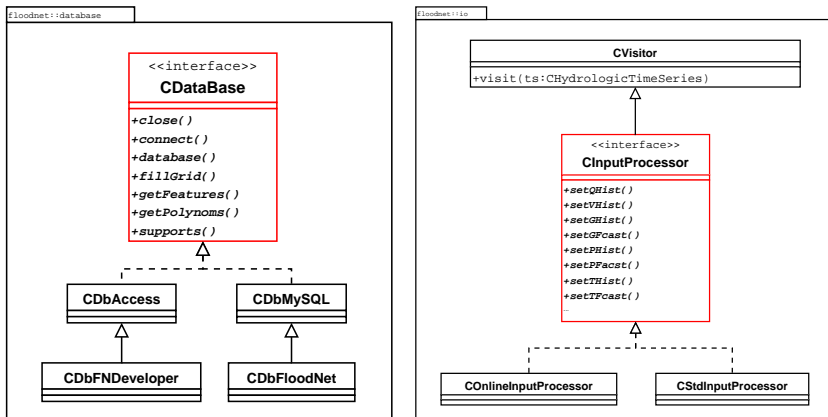 floodnet::database
<<interface>>
CDataBase
+close()
+connect()
+database()
+fillGrid()
+getFeatures()
+getPolynoms()
+supports()
CDbAccess
CDbMySQL
CDbFNDeveloper
CDbFloodNet
floodnet::io
CVisitor
+visit(ts:CHydrologicTimeSeries)
<<interface>>
CInputProcessor
+setQHist()
+setVHist()
+setGHist()
+setGFcast()
+setPHist()
+setPFacst()
+setTHist()
+setTFcast()
...
COnlineInputProcessor
CStdInputProcessor